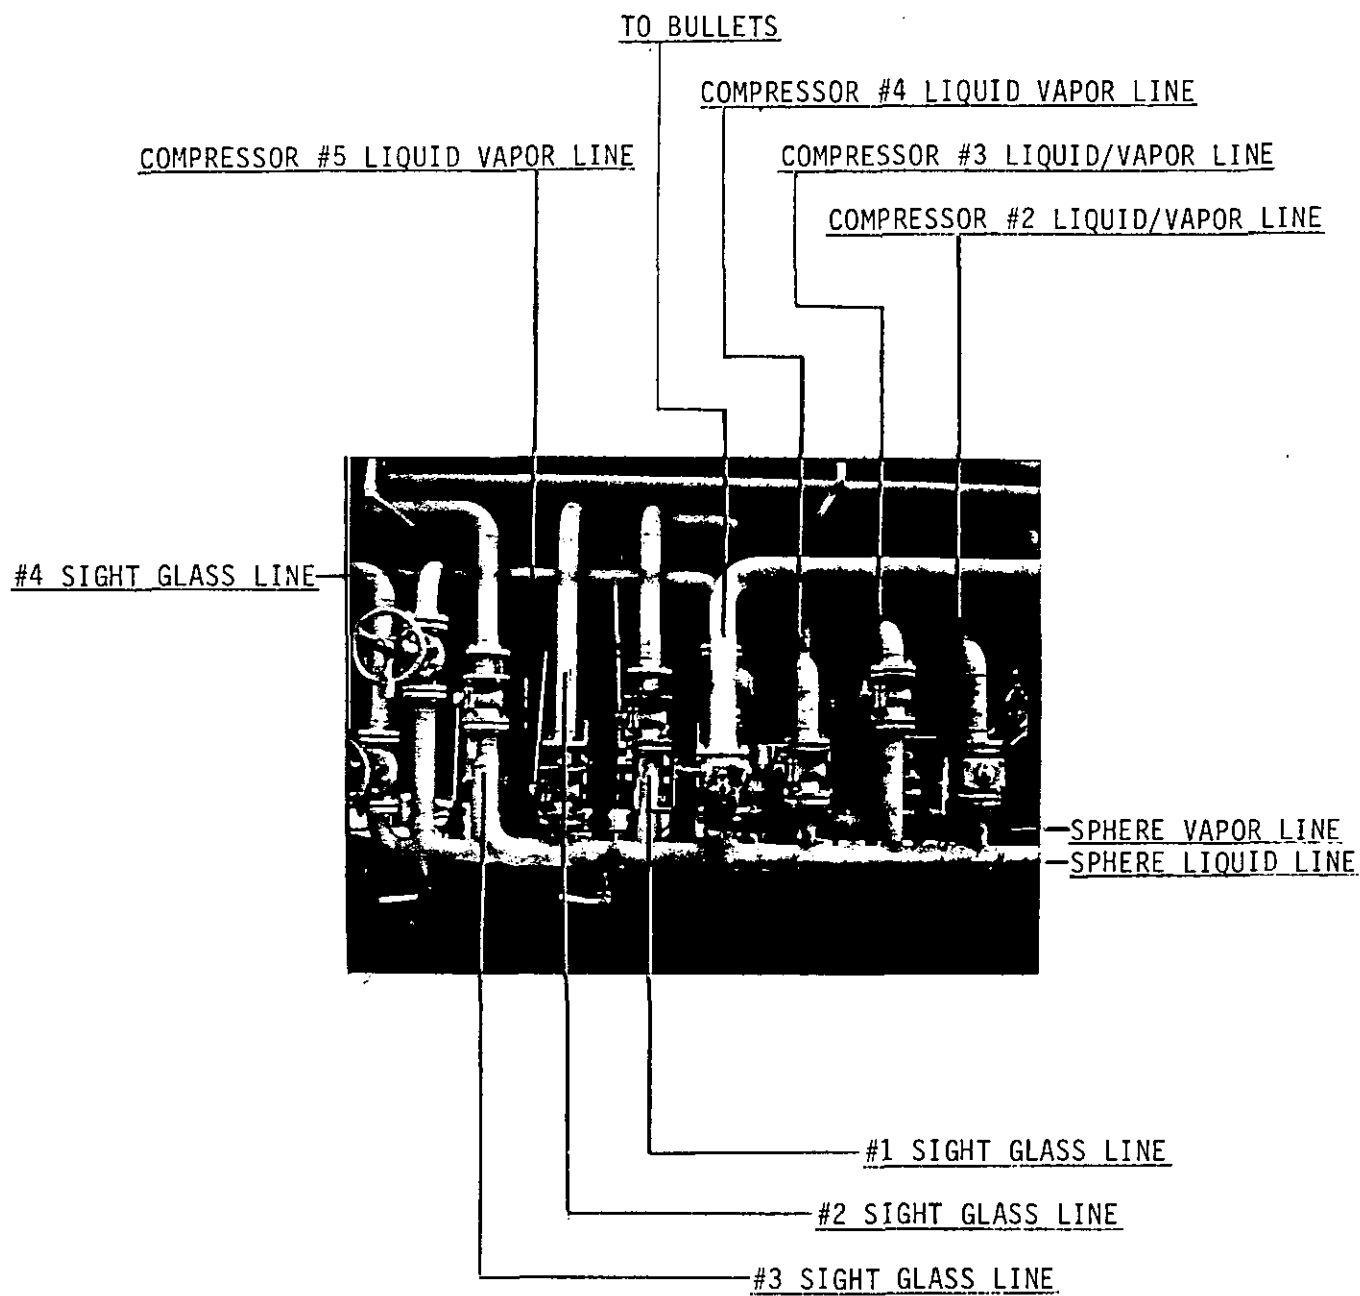 TO BULLETS
COMPRESSOR #4 LIQUID VAPOR LINE
COMPRESSOR #5 LIQUID VAPOR LINE
COMPRESSOR #3 LIQUID/VAPOR LINE
COMPRESSOR #2 LIQUID/VAPOR LINE
#4 SIGHT GLASS LINE
SPHERE VAPOR LINE
SPHERE LIQUID LINE
#1 SIGHT GLASS LINE
#2 SIGHT GLASS LINE
#3 SIGHT GLASS LINE